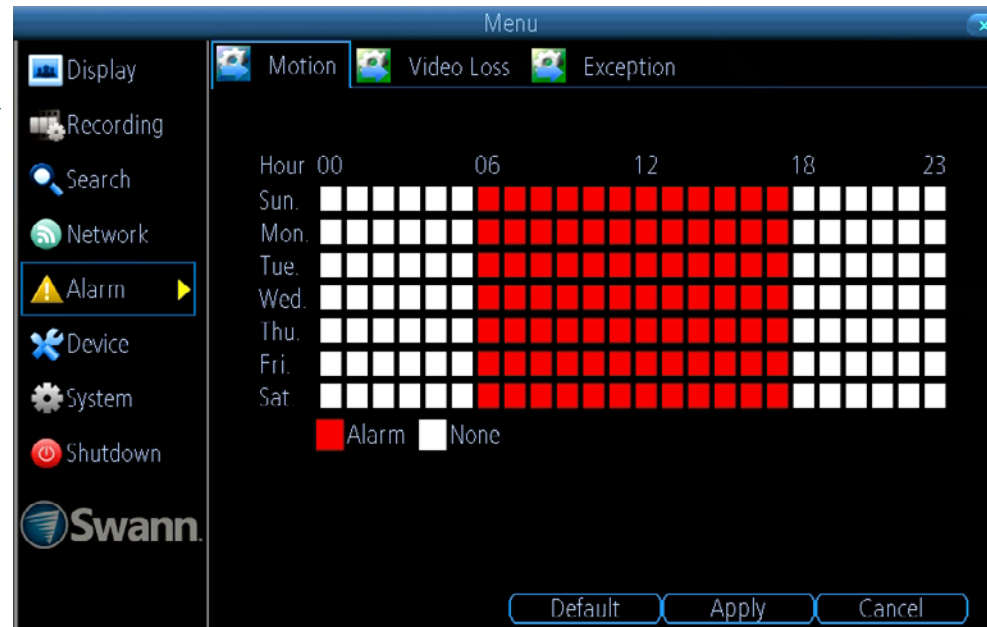 Menu
Display
Recording
Search
Network
Alarm
Device
System
Shutdown
Swann.
Motion Video Loss Exception
Hour 00 06 12 18 23
Sun.
Mon.
Tue.
Wed.
Thu.
Fri.
Sat.
Alarm None
Default Apply Cancel